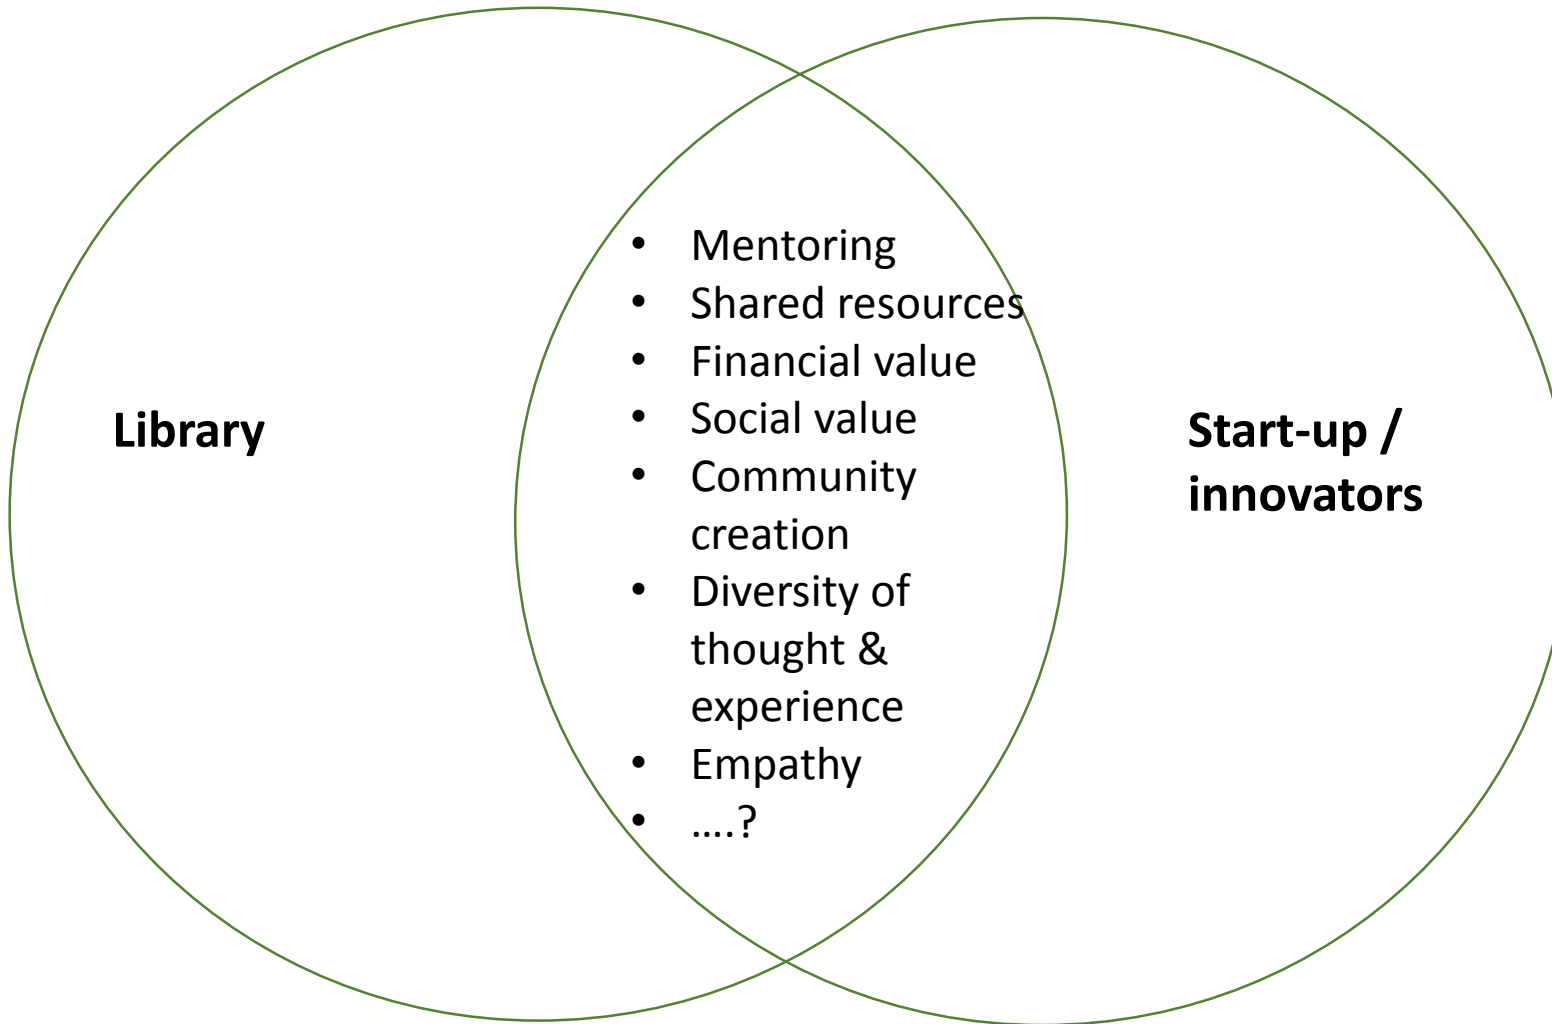 Library
• Mentoring
• Shared resources
• Financial value
• Social value
• Community
creation
• Diversity of
thought &
experience
• Empathy
• ....?
Start-up /
innovators